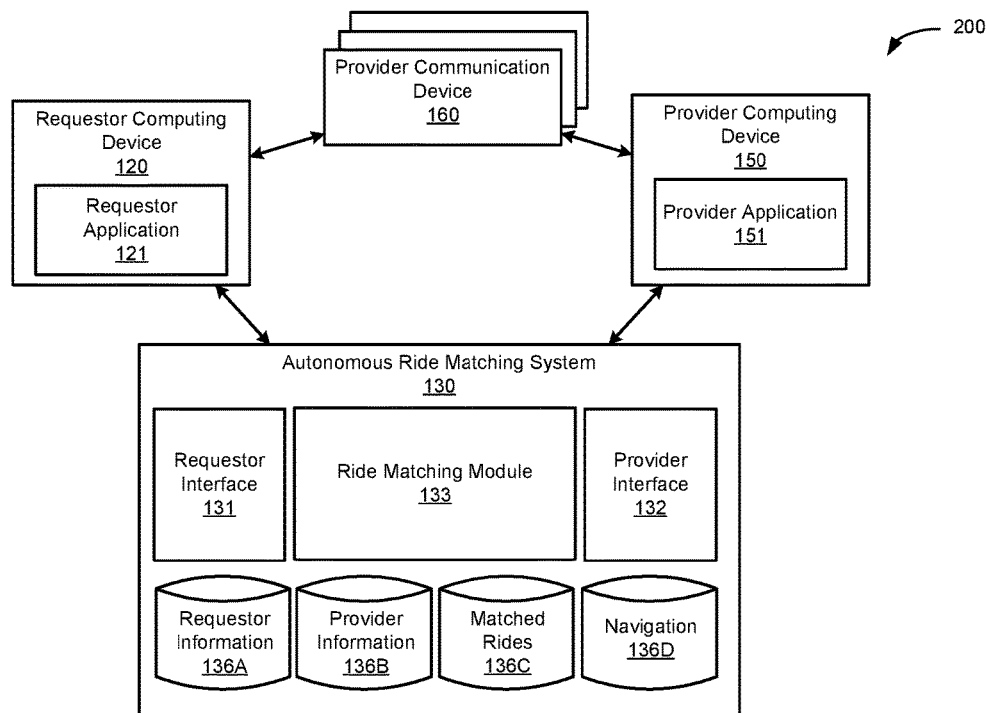 200
Provider Communication
Device
160
Requestor Computing
Device
120
Requestor
Application
121
Provider Computing
Device
150
Provider Application
151
Autonomous Ride Matching System
130
Requestor
Interface
131
Ride Matching Module
133
Provider
Interface
132
Requestor
Information
136A
Provider
Information
136B
Matched
Rides
136C
Navigation
136D